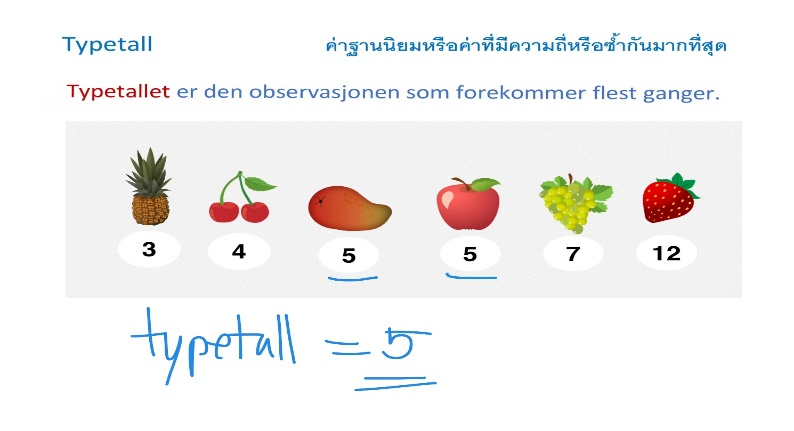 Typetall ค่าฐานนิยมหรือค่าที่มีความถี่หรือซ้ำกันมากที่สุด
Typetallet er den observasjonen som forekommer flest ganger.
3 4 5 5 7 12
typetall = 5